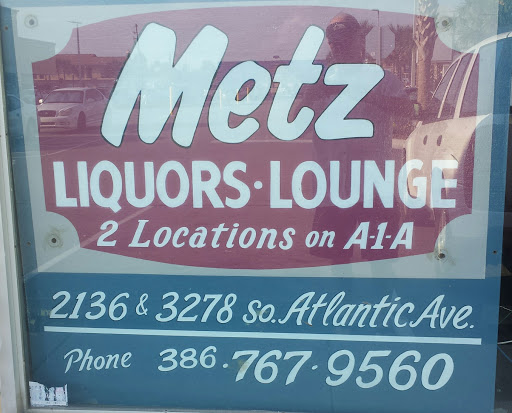 Metz
LIQUORS·LOUNGE
2 Locations on A-1-A
2136 & 3278 so. Atlantic Ave.
Phone 386·767·9560